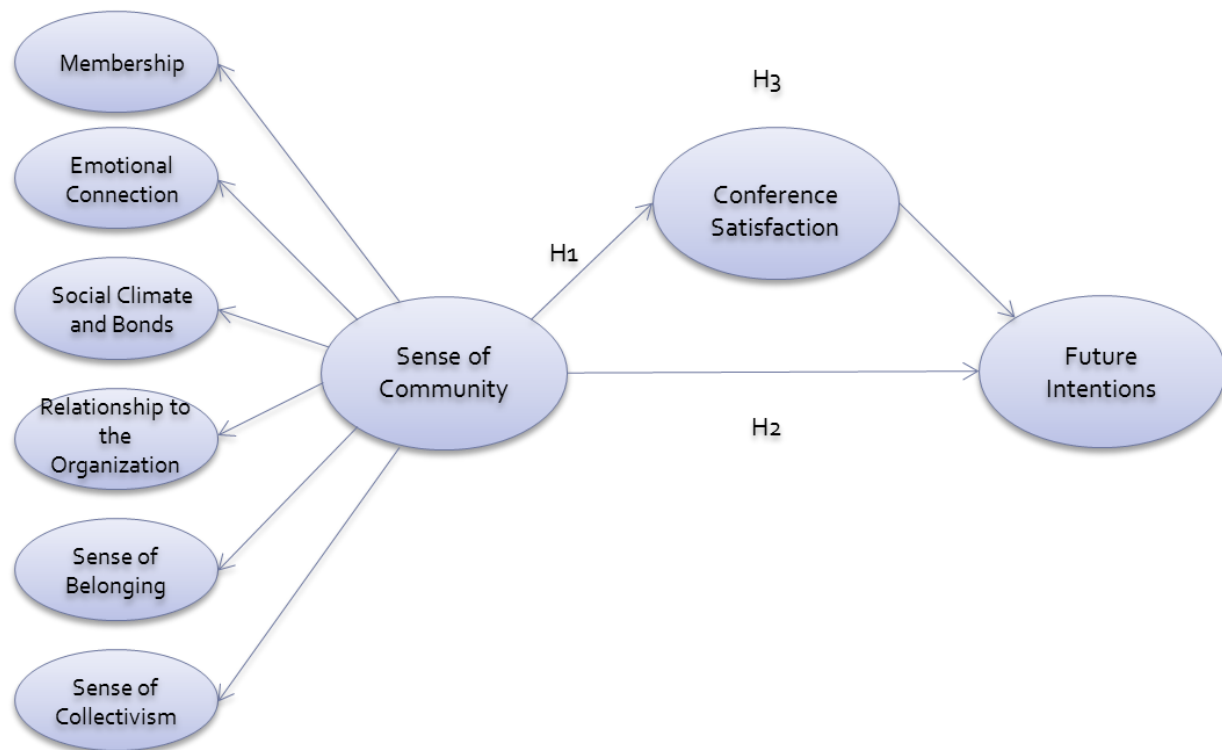 Membership
Emotional
Connection
Social Climate
and Bonds
Relationship to
the
Organization
Sense of
Belonging
Sense of
Collectivism
Sense of
Community
H1
H3
Conference
Satisfaction
H2
Future
Intentions